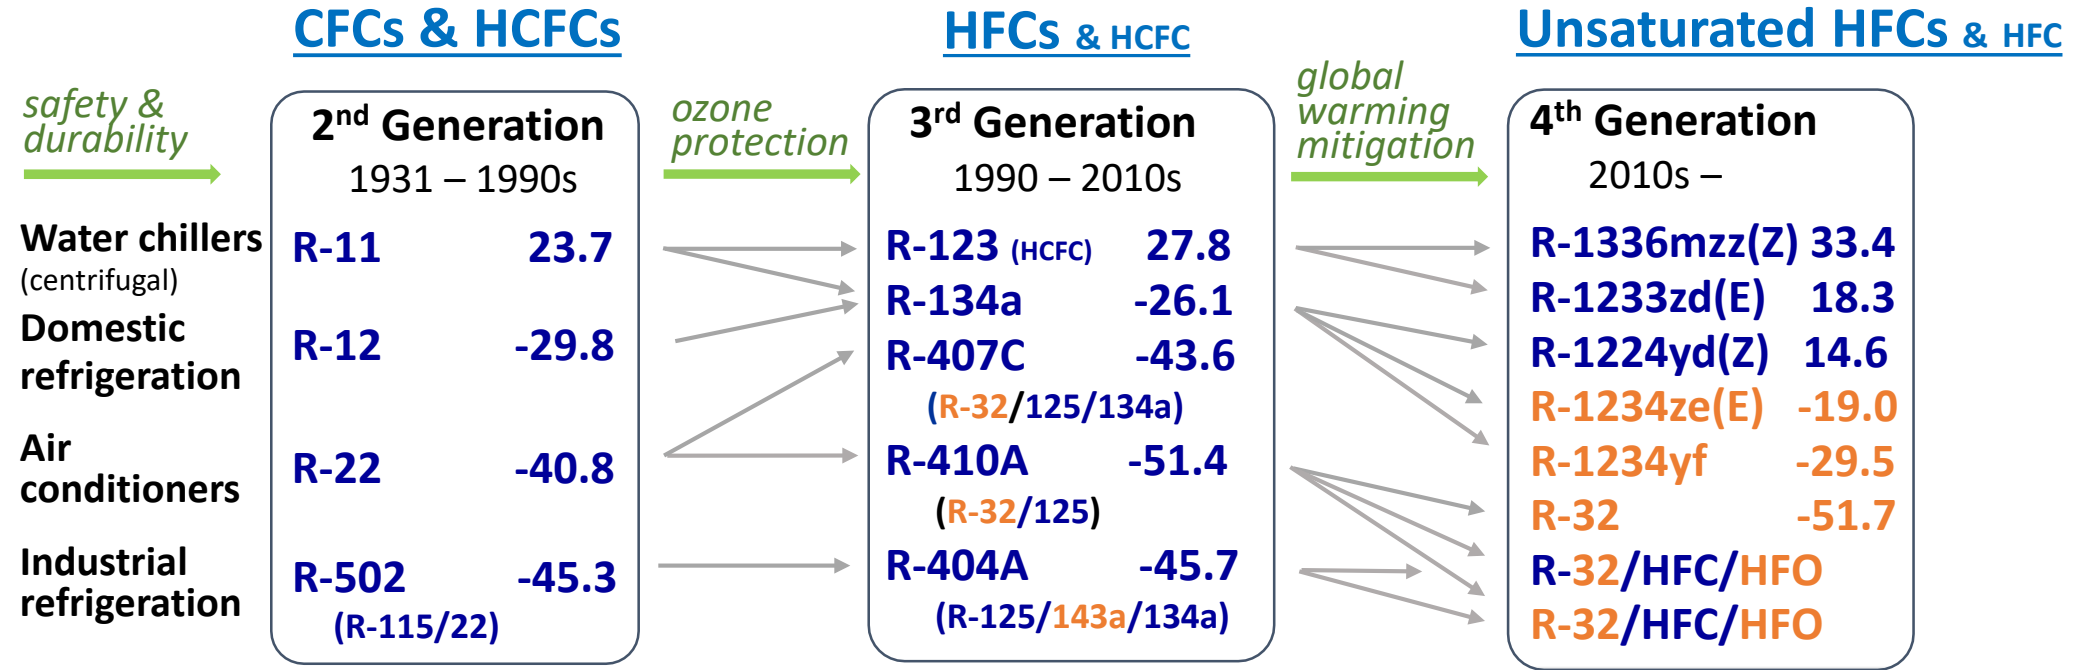 CFCs & HCFCs
HFCs & HCFC
Unsaturated HFCs & HFC
safety &
durability
2nd Generation
1931 – 1990s
ozone
protection
3rd Generation
1990 – 2010s
global
warming
mitigation
4th Generation
2010s –
Water chillers
(centrifugal)
Domestic
refrigeration
Air
conditioners
Industrial
refrigeration
R-11 23.7
R-12 -29.8
R-22 -40.8
R-502 -45.3
(R-115/22)
R-123 (HCFC) 27.8
R-134a -26.1
R-407C -43.6
(R-32/125/134a)
R-410A -51.4
(R-32/125)
R-404A -45.7
(R-125/143a/134a)
R-1336mzz(Z) 33.4
R-1233zd(E) 18.3
R-1224yd(Z) 14.6
R-1234ze(E) -19.0
R-1234yf -29.5
R-32 -51.7
R-32/HFC/HFO
R-32/HFC/HFO